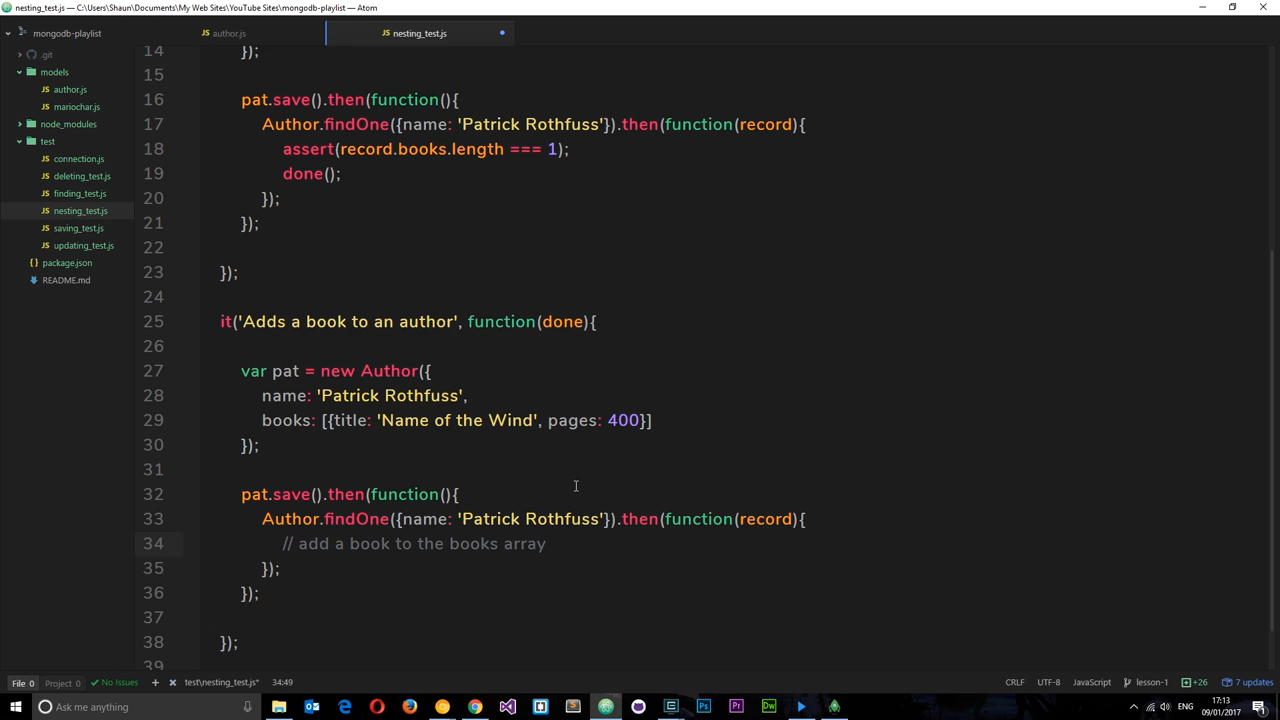 nesting_test.js — C:\Users\Shaun\Documents\My Web Sites\YouTube Sites\mongodb-playlist — Atom
mongodb-playlist
author.js
nesting_test.js
.git
models
author.js
mariochar.js
node_modules
test
connection.js
deleting_test.js
finding_test.js
nesting_test.js
saving_test.js
updating_test.js
package.json
README.md
14 });
15
16 pat.save().then(function(){
17 Author.findOne({name: 'Patrick Rothfuss'}).then(function(record){
18 assert(record.books.length === 1);
19 done();
20 });
21 });
22
23 });
24
25 it('Adds a book to an author', function(done){
26
27 var pat = new Author({
28 name: 'Patrick Rothfuss',
29 books: [{title: 'Name of the Wind', pages: 400}]
30 });
31
32 pat.save().then(function(){
33 Author.findOne({name: 'Patrick Rothfuss'}).then(function(record){
34 // add a book to the books array
35 });
36 });
37
38 });
39
File 0 Project 0 No Issues test\nesting_test.js* 34:49 CRLF UTF-8 JavaScript lesson-1 +26 7 updates
Ask me anything
ENG
17:13
09/01/2017